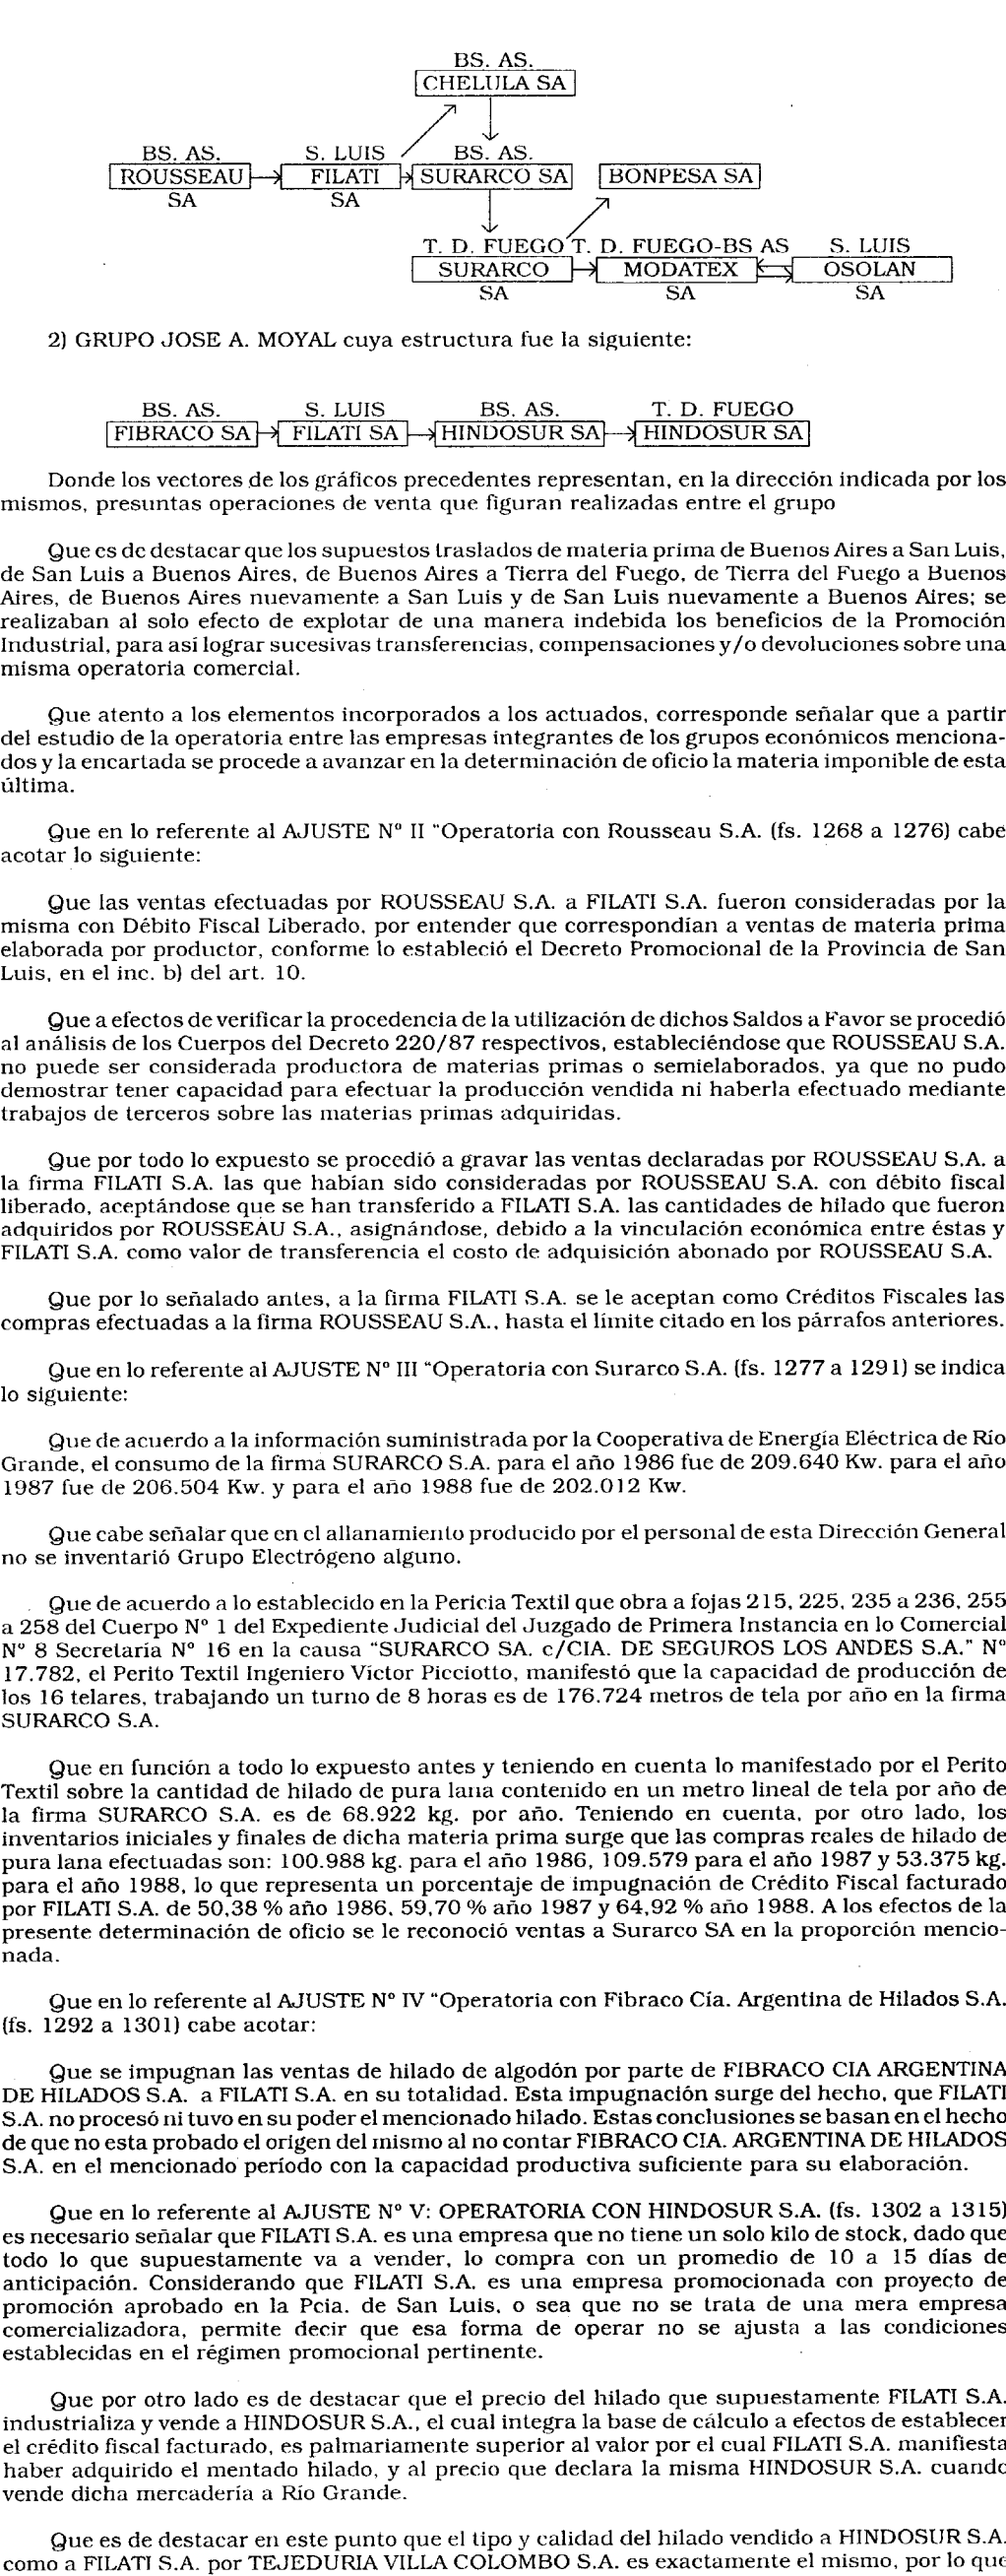 BS. AS.
CHELULA SA
BS. AS. S. LUIS BS. AS.
ROUSSEAU FILATI SURARCO SA BONPESA SA
SA SA
T. D. FUEGO T. D. FUEGO-BS AS S. LUIS
SURARCO MODATEX OSOLAN
SA SA SA
2) GRUPO JOSE A. MOYAL cuya estructura fue la siguiente:
BS. AS. S. LUIS BS. AS. T. D. FUEGO
FIBRACO SA FILATI SA HINDOSUR SA HINDOSUR SA
Donde los vectores de los gráficos precedentes representan, en la dirección indicada por los
mismos, presuntas operaciones de venta que figuran realizadas entre el grupo
Que es de destacar que los supuestos traslados de materia prima de Buenos Aires a San Luis,
de San Luis a Buenos Aires, de Buenos Aires a Tierra del Fuego, de Tierra del Fuego a Buenos
Aires, de Buenos Aires nuevamente a San Luis y de San Luis nuevamente a Buenos Aires; se
realizaban al solo efecto de explotar de una manera indebida los beneficios de la Promoción
Industrial, para así lograr sucesivas transferencias, compensaciones y/o devoluciones sobre una
misma operatoria comercial.
Que atento a los elementos incorporados a los actuados, corresponde señalar que a partir
del estudio de la operatoria entre las empresas integrantes de los grupos económicos menciona-
dos y la encartada se procede a avanzar en la determinación de oficio la materia imponible de esta
última.
Que en lo referente al AJUSTE Nº II "Operatoria con Rousseau S.A. (fs. 1268 a 1276) cabe
acotar lo siguiente:
Que las ventas efectuadas por ROUSSEAU S.A. a FILATI S.A. fueron consideradas por la
misma con Débito Fiscal Liberado, por entender que correspondían a ventas de materia prima
elaborada por productor, conforme lo estableció el Decreto Promocional de la Provincia de San
Luis, en el inc. b) del art. 10.
Que a efectos de verificar la procedencia de la utilización de dichos Saldos a Favor se procedió
al análisis de los Cuerpos del Decreto 220/87 respectivos, estableciéndose que ROUSSEAU S.A.
no puede ser considerada productora de materias primas o semielaborados, ya que no pudo
demostrar tener capacidad para efectuar la producción vendida ni haberla efectuado mediante
trabajos de terceros sobre las materias primas adquiridas.
Que por todo lo expuesto se procedió a gravar las ventas declaradas por ROUSSEAU S.A. a
la firma FILATI S.A. las que habían sido consideradas por ROUSSEAU S.A. con débito fiscal
liberado, aceptándose que se han transferido a FILATI S.A. las cantidades de hilado que fueron
adquiridos por ROUSSEAU S.A., asignándose, debido a la vinculación económica entre éstas y
FILATI S.A. como valor de transferencia el costo de adquisición abonado por ROUSSEAU S.A.
Que por lo señalado antes, a la firma FILATI S.A. se le aceptan como Créditos Fiscales las
compras efectuadas a la firma ROUSSEAU S.A., hasta el límite citado en los párrafos anteriores.
Que en lo referente al AJUSTE Nº III "Operatoria con Surarco S.A. (fs. 1277 a 1291) se indica
lo siguiente:
Que de acuerdo a la información suministrada por la Cooperativa de Energía Eléctrica de Río
Grande, el consumo de la firma SURARCO S.A. para el año 1986 fue de 209.640 Kw. para el año
1987 fue de 206.504 Kw. y para el año 1988 fue de 202.012 Kw.
Que cabe señalar que en el allanamiento producido por el personal de esta Dirección General
no se inventarió Grupo Electrógeno alguno.
Que de acuerdo a lo establecido en la Pericia Textil que obra a fojas 215, 225, 235 a 236, 255
a 258 del Cuerpo Nº 1 del Expediente Judicial del Juzgado de Primera Instancia en lo Comercial
Nº 8 Secretaría Nº 16 en la causa "SURARCO SA. c/CIA. DE SEGUROS LOS ANDES S.A." Nº
17.782, el Perito Textil Ingeniero Víctor Picciotto, manifestó que la capacidad de producción de
los 16 telares, trabajando un turno de 8 horas es de 176.724 metros de tela por año en la firma
SURARCO S.A.
Que en función a todo lo expuesto antes y teniendo en cuenta lo manifestado por el Perito
Textil sobre la cantidad de hilado de pura lana contenido en un metro lineal de tela por año de
la firma SURARCO S.A. es de 68.922 kg. por año. Teniendo en cuenta, por otro lado, los
inventarios iniciales y finales de dicha materia prima surge que las compras reales de hilado de
pura lana efectuadas son: 100.988 kg. para el año 1986, 109.579 para el año 1987 y 53.375 kg.
para el año 1988, lo que representa un porcentaje de impugnación de Crédito Fiscal facturado
por FILATI S.A. de 50,38 % año 1986, 59,70 % año 1987 y 64,92 % año 1988. A los efectos de la
presente determinación de oficio se le reconoció ventas a Surarco SA en la proporción mencio-
nada.
Que en lo referente al AJUSTE Nº IV "Operatoria con Fibraco Cía. Argentina de Hilados S.A.
(fs. 1292 a 1301) cabe acotar:
Que se impugnan las ventas de hilado de algodón por parte de FIBRACO CIA ARGENTINA
DE HILADOS S.A. a FILATI S.A. en su totalidad. Esta impugnación surge del hecho, que FILATI
S.A. no procesó ni tuvo en su poder el mencionado hilado. Estas conclusiones se basan en el hecho
de que no esta probado el origen del mismo al no contar FIBRACO CIA. ARGENTINA DE HILADOS
S.A. en el mencionado período con la capacidad productiva suficiente para su elaboración.
Que en lo referente al AJUSTE Nº V: OPERATORIA CON HINDOSUR S.A. (fs. 1302 a 1315)
es necesario señalar que FILATI S.A. es una empresa que no tiene un solo kilo de stock, dado que
todo lo que supuestamente va a vender, lo compra con un promedio de 10 a 15 días de
anticipación. Considerando que FILATI S.A. es una empresa promocionada con proyecto de
promoción aprobado en la Pcia. de San Luis, o sea que no se trata de una mera empresa
comercializadora, permite decir que esa forma de operar no se ajusta a las condiciones
establecidas en el régimen promocional pertinente.
Que por otro lado es de destacar que el precio del hilado que supuestamente FILATI S.A.
industrializa y vende a HINDOSUR S.A., el cual integra la base de cálculo a efectos de establecer
el crédito fiscal facturado, es palmariamente superior al valor por el cual FILATI S.A. manifiesta
haber adquirido el mentado hilado, y al precio que declara la misma HINDOSUR S.A. cuando
vende dicha mercadería a Río Grande.
Que es de destacar en este punto que el tipo y calidad del hilado vendido a HINDOSUR S.A.
como a FILATI S.A. por TEJEDURIA VILLA COLOMBO S.A. es exactamente el mismo, por lo que